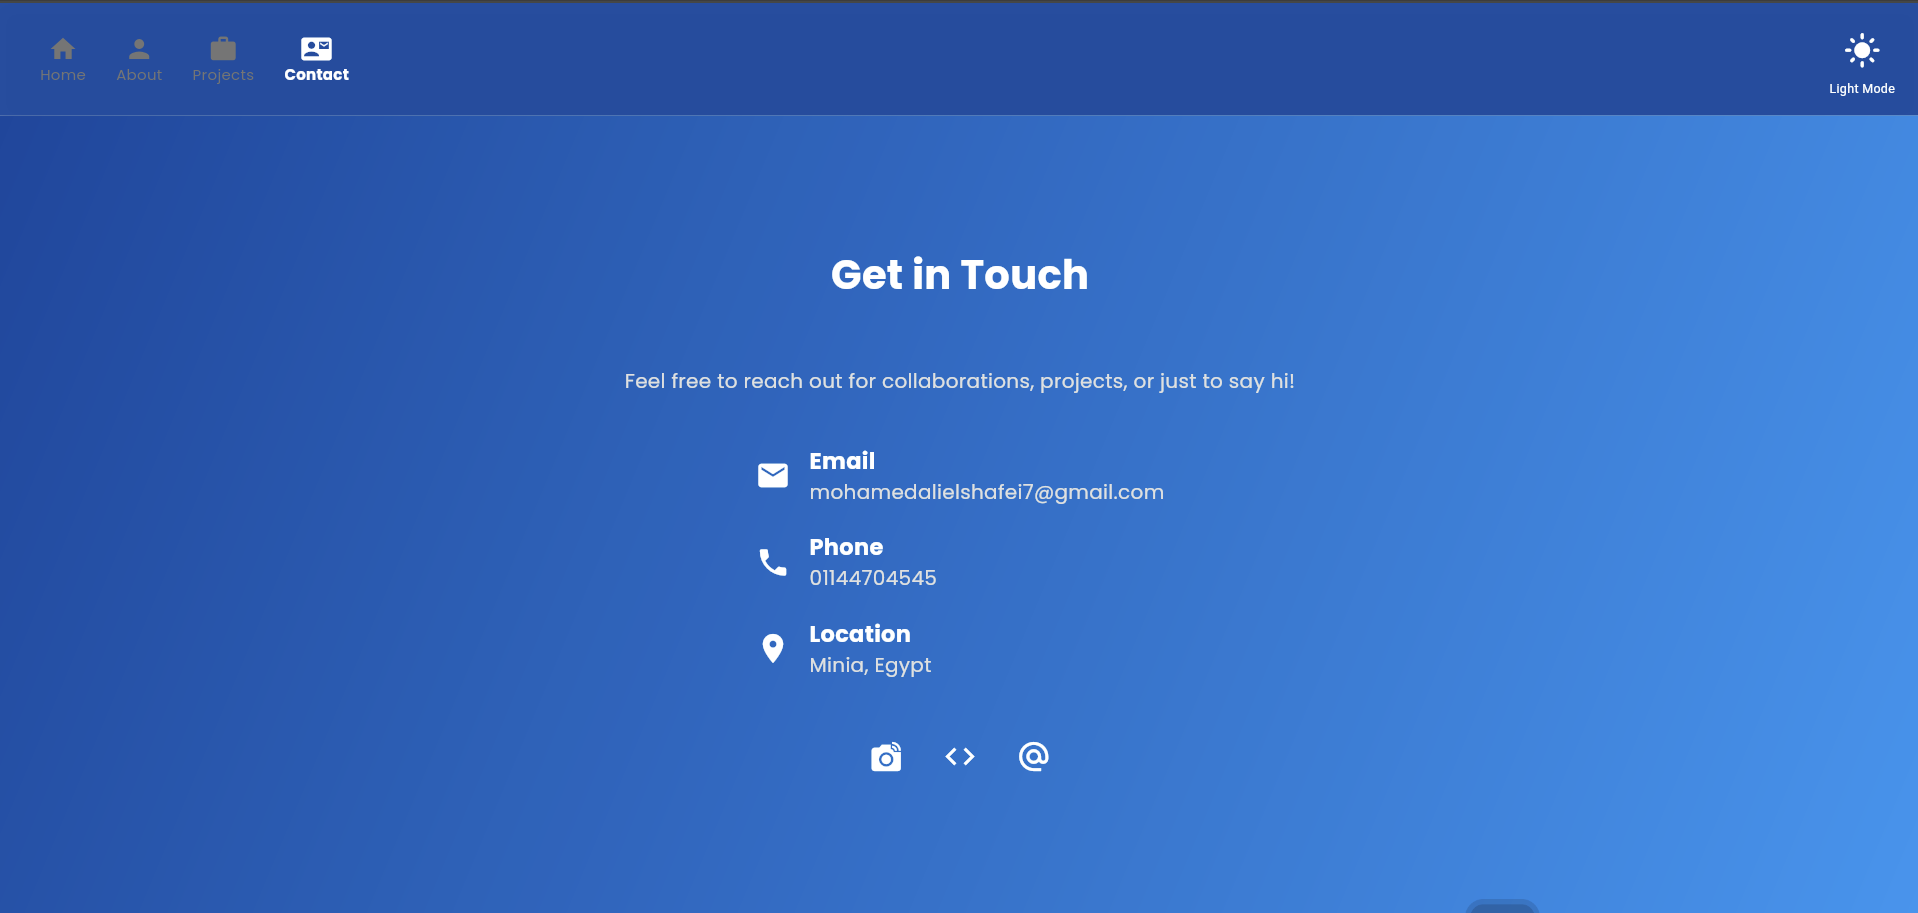 Home
About
Projects
Contact
Light Mode
Get in Touch
Feel free to reach out for collaborations, projects, or just to say hi!
Email
mohamedalielshafei7@gmail.com
Phone
01144704545
Location
Minia, Egypt